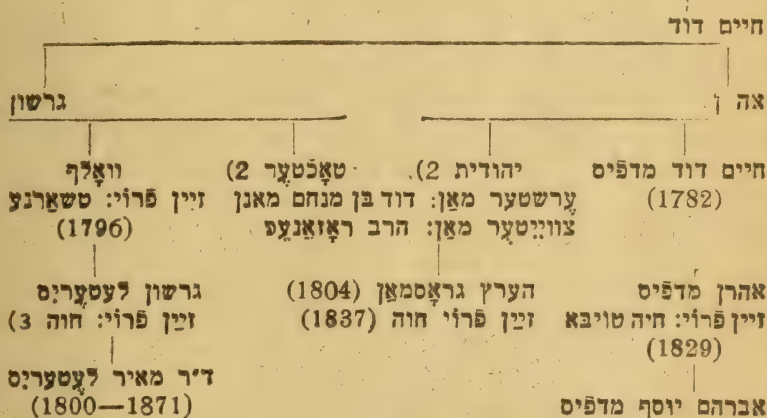 חיים דוד
אה ן
גרשון
חיים דוד מדפיס
(1782)
יהודית 2).
ערשטער מאַן: דוד בן מנחם מאנן
צווייטער מאַן: הרב ראָזאַנעס
טאָכטער 2)
וואָלף
זיין פרוי: טשאַרנע
(1796)
אהרן מדפיס
זיין פרוי: חיה טויבא
(1829)
הערץ גראָסמאַן (1804)
זיין פרוי חוה (1837)
גרשון לעטעריס
זיין פרוי: חוה 3)
אברהם יוסף מדפיס
ד״ר מאיר לעטעריס
(1800—1871)